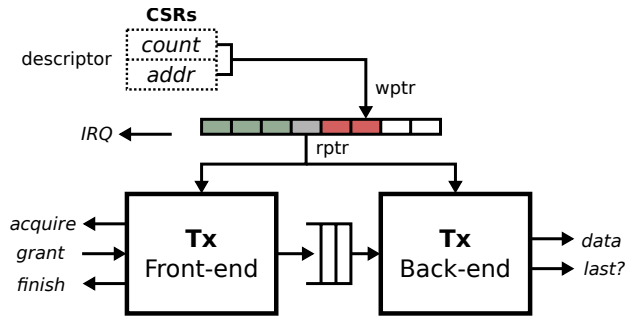 CSRs
descriptor
count
addr
wptr
IRQ
rptr
acquire
grant
finish
Tx
Front-end
Tx
Back-end
data
last?